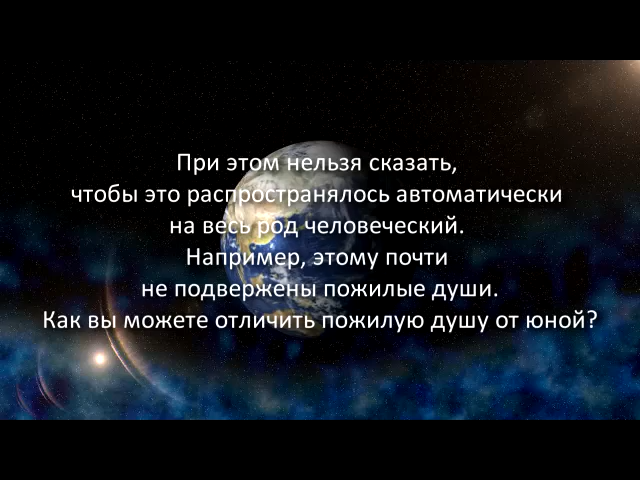 При этом нельзя сказать,
чтобы это распространялось автоматически
на весь род человеческий.
Например, этому почти
не подвержены пожилые души.
Как вы можете отличить пожилую душу от юной?